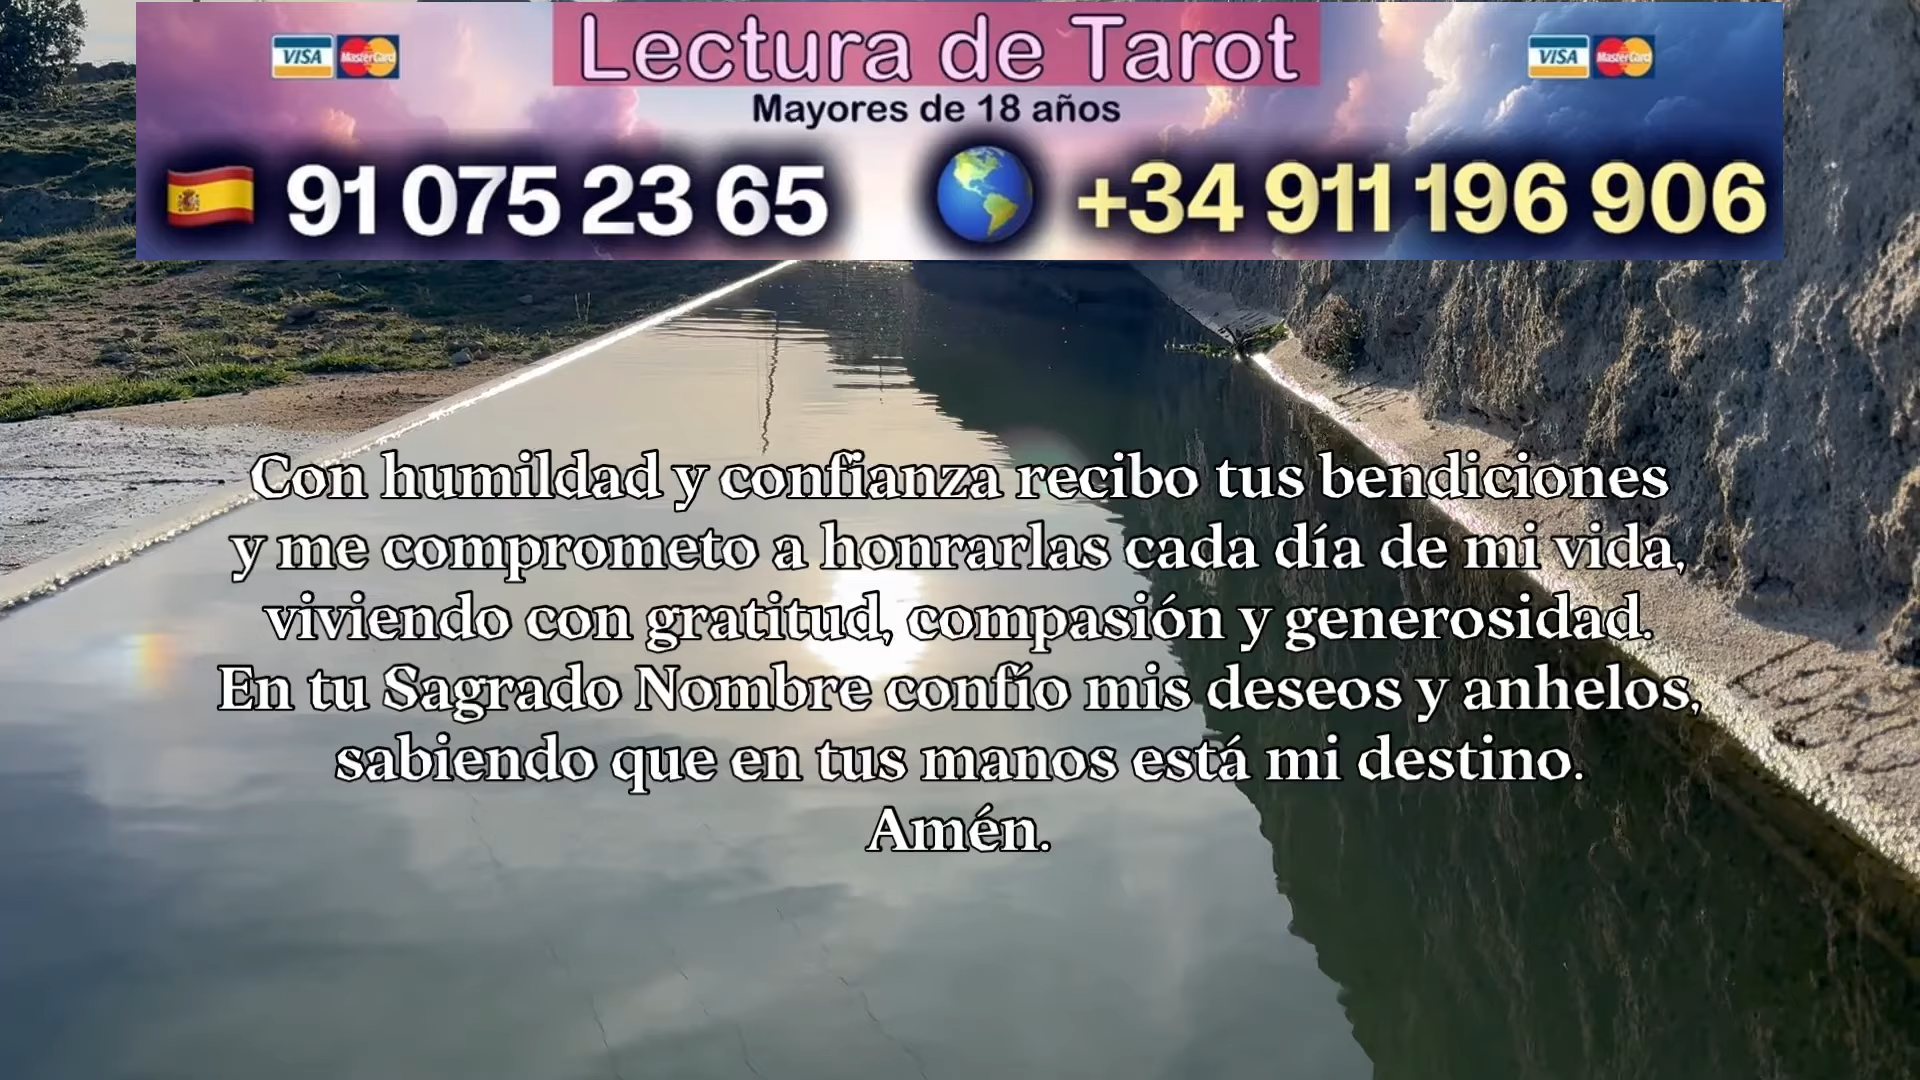 Lectura de Tarot
VISA MasterCard
VISA MasterCard
Mayores de 18 años
91 075 23 65
+34 911 196 906
Con humildad y confianza recibo tus bendiciones
y me comprometo a honrarlas cada día de mi vida,
viviendo con gratitud, compasión y generosidad.
En tu Sagrado Nombre confío mis deseos y anhelos,
sabiendo que en tus manos está mi destino.
Amén.